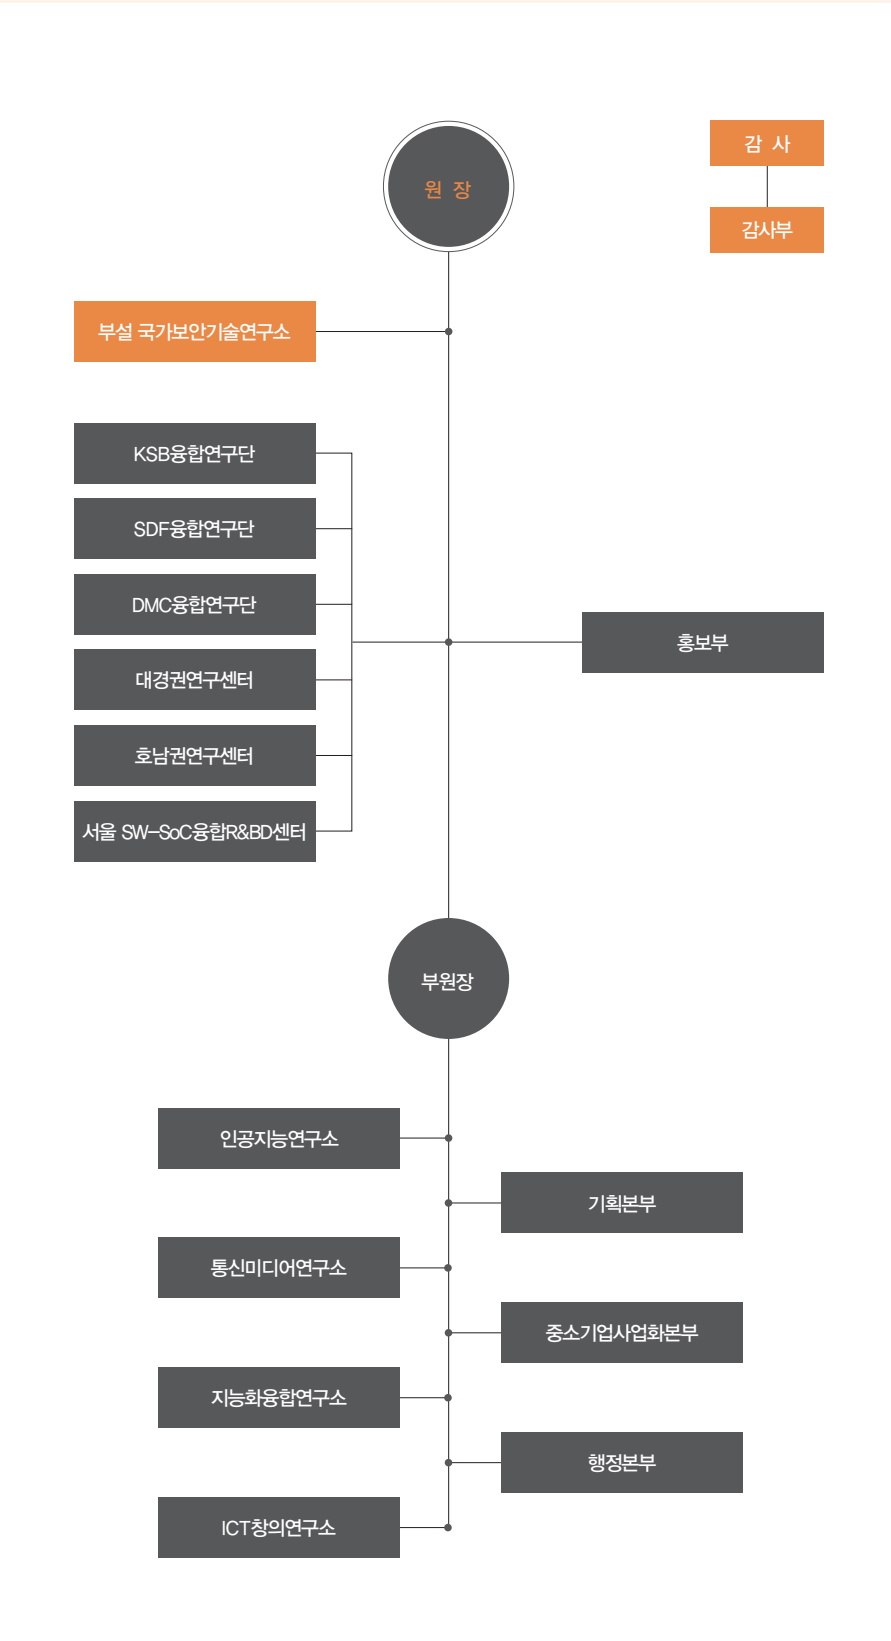 원 장
감 사
감사부
부설 국가보안기술연구소
KSB융합연구단
SDF융합연구단
DMC융합연구단
대경권연구센터
호남권연구센터
서울 SW-SoC융합R&BD센터
홍보부
부원장
인공지능연구소
기획본부
통신미디어연구소
중소기업사업화본부
지능화융합연구소
행정본부
ICT창의연구소